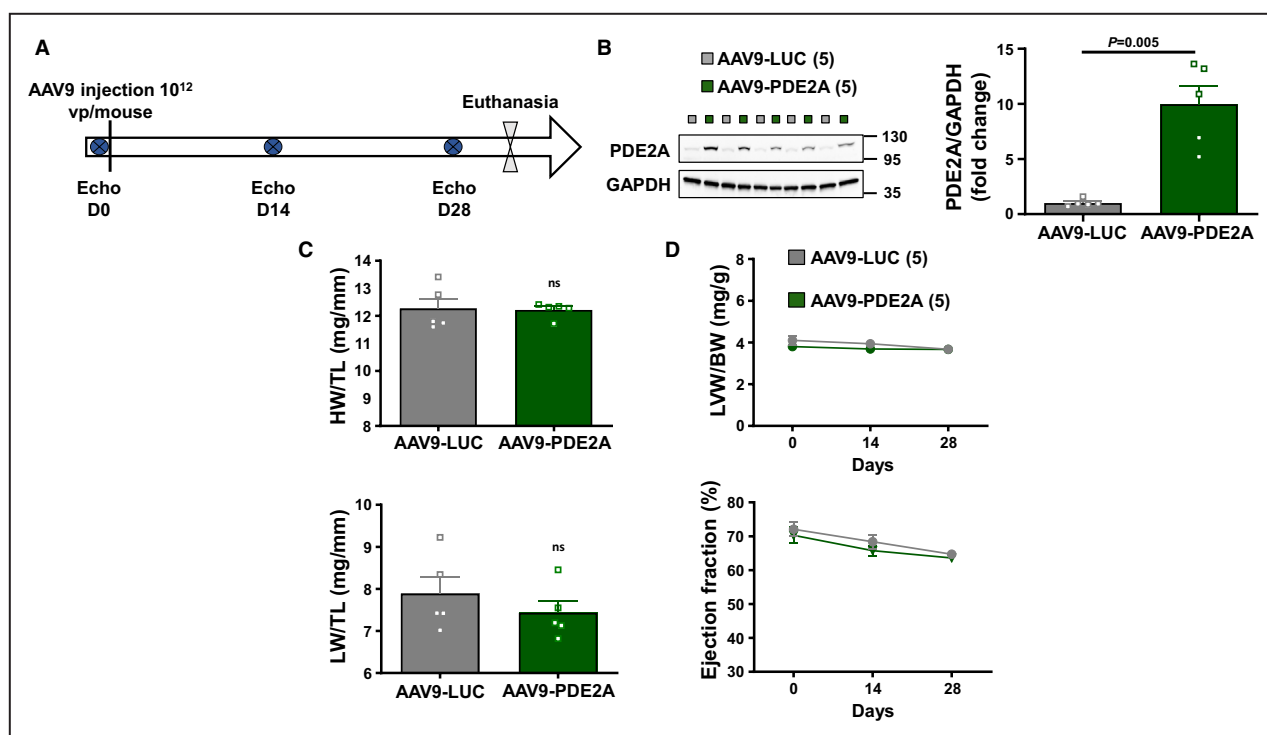 A
AAV9 injection 10¹²
vp/mouse
Euthanasia
Echo
D0
Echo
D14
Echo
D28
B
AAV9-LUC (5)
AAV9-PDE2A (5)
PDE2A
GAPDH
130
95
35
PDE2A/GAPDH
(fold change)
15
10
5
0
P=0.005
AAV9-LUC
AAV9-PDE2A
C
HW/TL (mg/mm)
14
13
12
11
10
9
8
ns
AAV9-LUC
AAV9-PDE2A
LW/TL (mg/mm)
10
9
8
7
6
ns
AAV9-LUC
AAV9-PDE2A
D
AAV9-LUC (5)
AAV9-PDE2A (5)
LVW/BW (mg/g)
8
6
4
2
0
0
14
28
Days
Ejection fraction (%)
80
70
60
50
40
30
0
14
28
Days